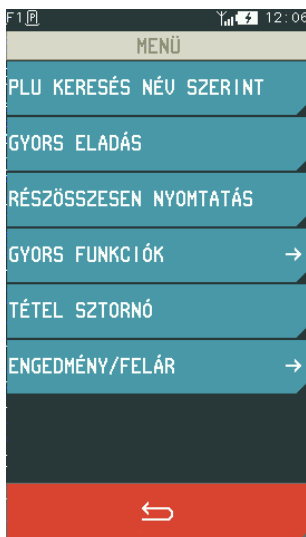 F1 P 12:06
MENÜ
PLU KERESÉS NÉV SZERINT
GYORS ELADÁS
RÉSZÖSSZESEN NYOMTATÁS
GYORS FUNKCIÓK
TÉTEL SZTORNÓ
ENGEDMÉNY/FELÁR